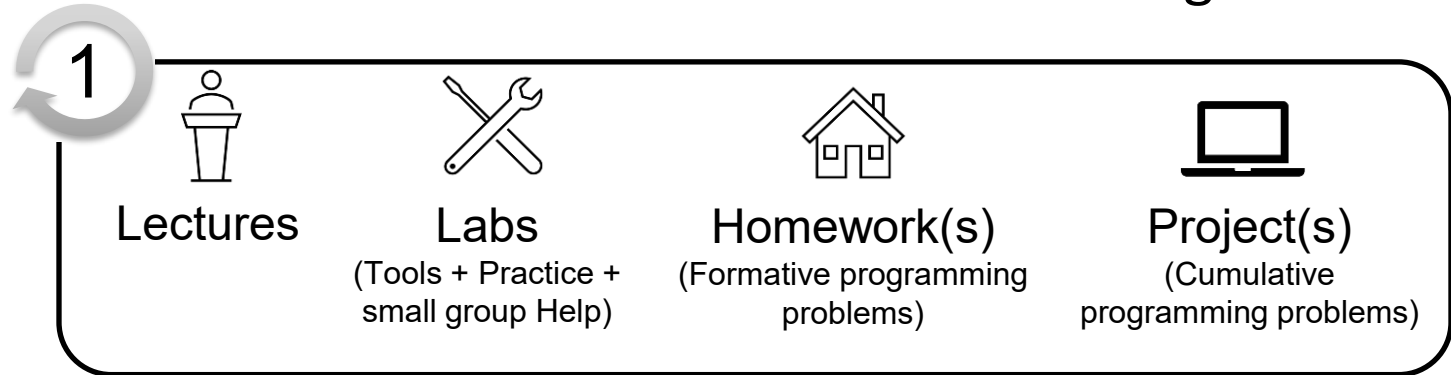 1
Lectures
Labs
(Tools + Practice +
small group Help)
Homework(s)
(Formative programming
problems)
Project(s)
(Cumulative
programming problems)